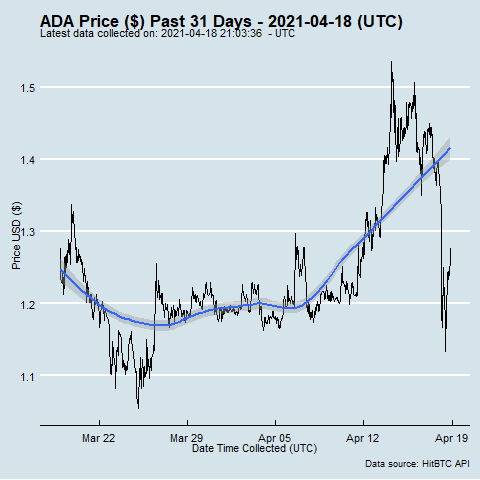 ADA Price ($) Past 31 Days - 2021-04-18 (UTC)
Latest data collected on: 2021-04-18 21:03:36  - UTC
Price USD ($)
1.5
1.4
1.3
1.2
1.1
Mar 22
Mar 29
Apr 05
Apr 12
Apr 19
Date Time Collected (UTC)
Data source: HitBTC API